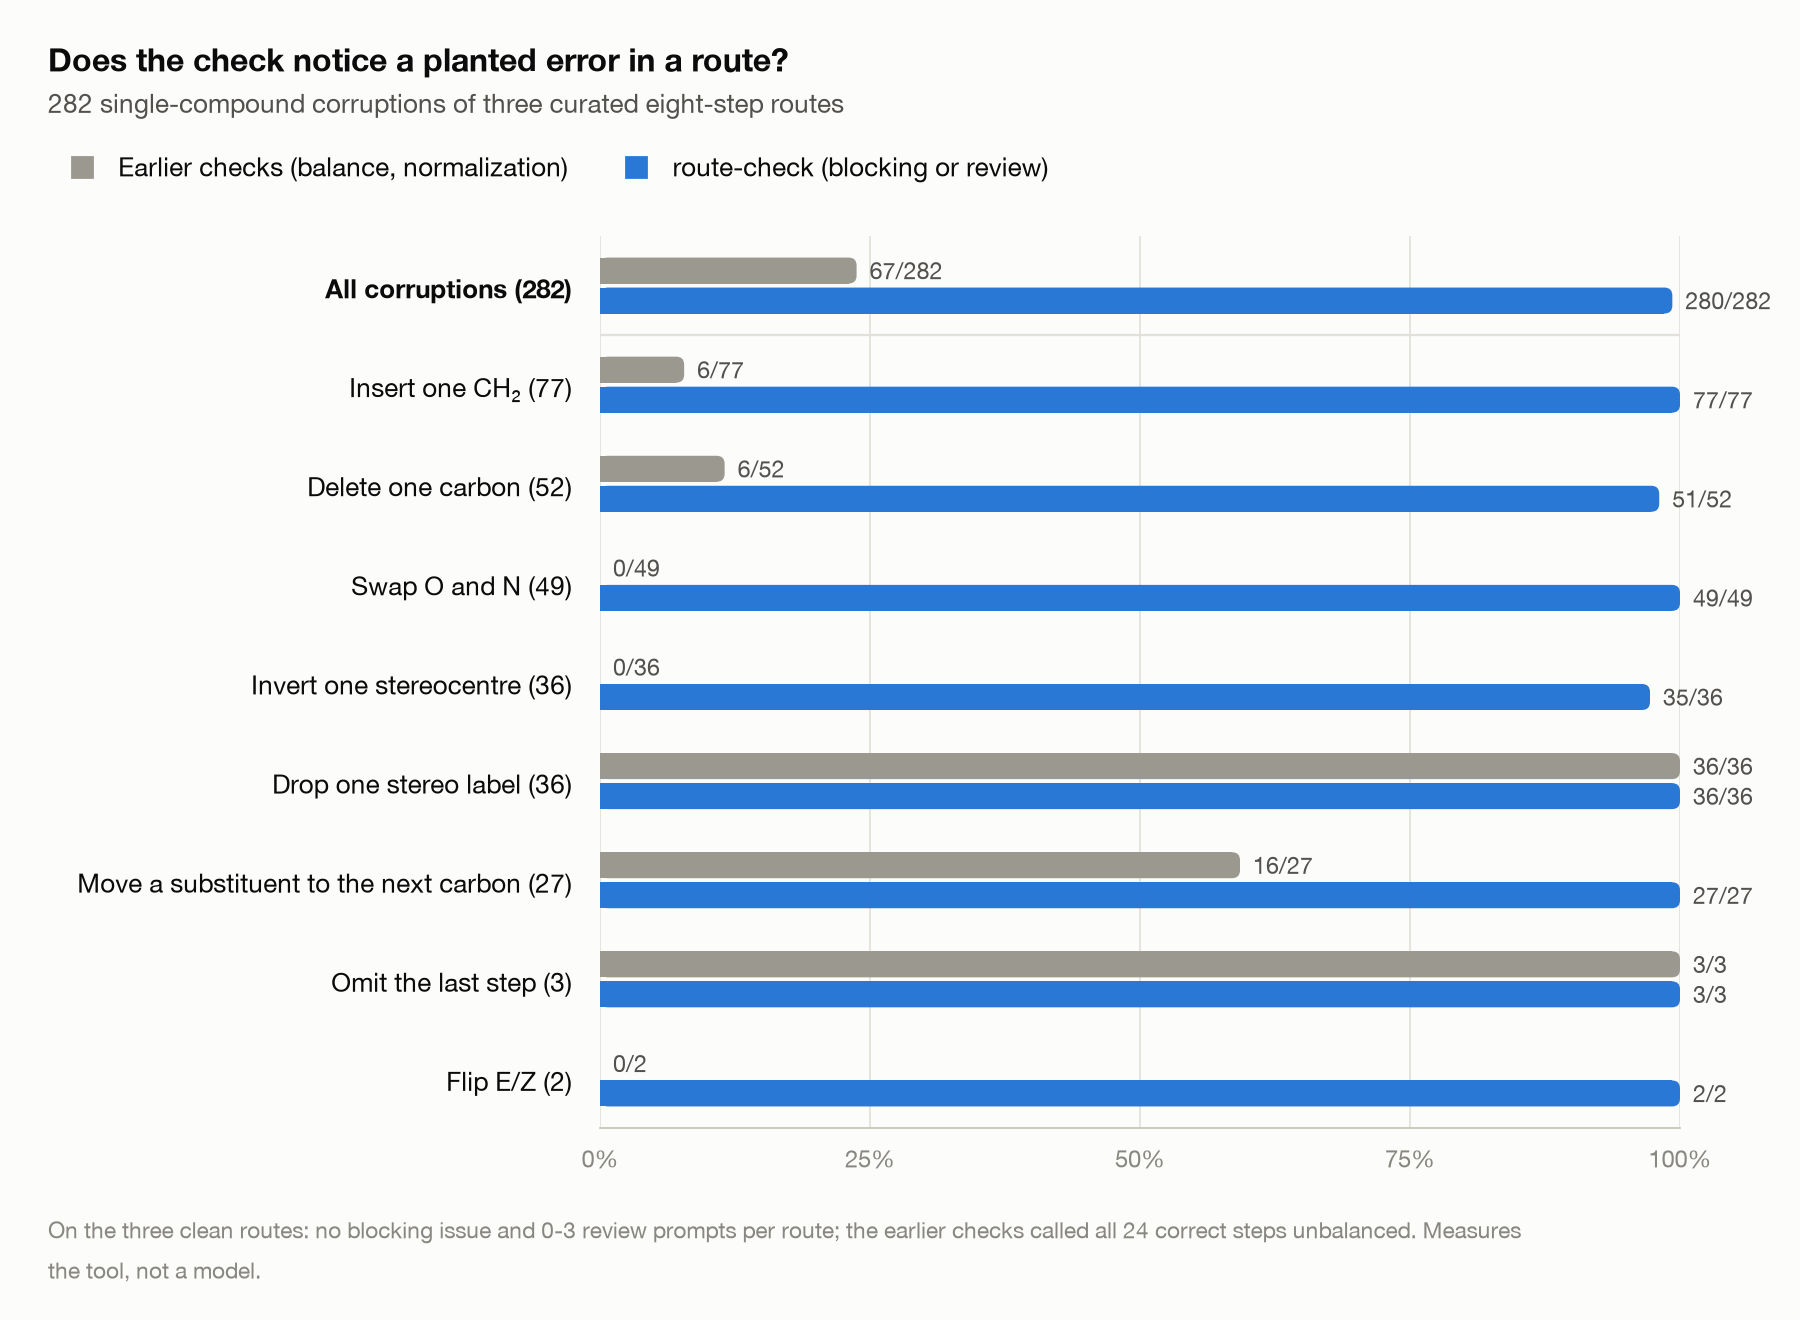 Does the check notice a planted error in a route?
282 single-compound corruptions of three curated eight-step routes
Earlier checks (balance, normalization)
route-check (blocking or review)
All corruptions (282)
67/282
280/282
Insert one CH₂ (77)
6/77
77/77
Delete one carbon (52)
6/52
51/52
Swap O and N (49)
0/49
49/49
Invert one stereocentre (36)
0/36
35/36
Drop one stereo label (36)
36/36
36/36
Move a substituent to the next carbon (27)
16/27
27/27
Omit the last step (3)
3/3
3/3
Flip E/Z (2)
0/2
2/2
0% 25% 50% 75% 100%
On the three clean routes: no blocking issue and 0-3 review prompts per route; the earlier checks called all 24 correct steps unbalanced. Measures
the tool, not a model.